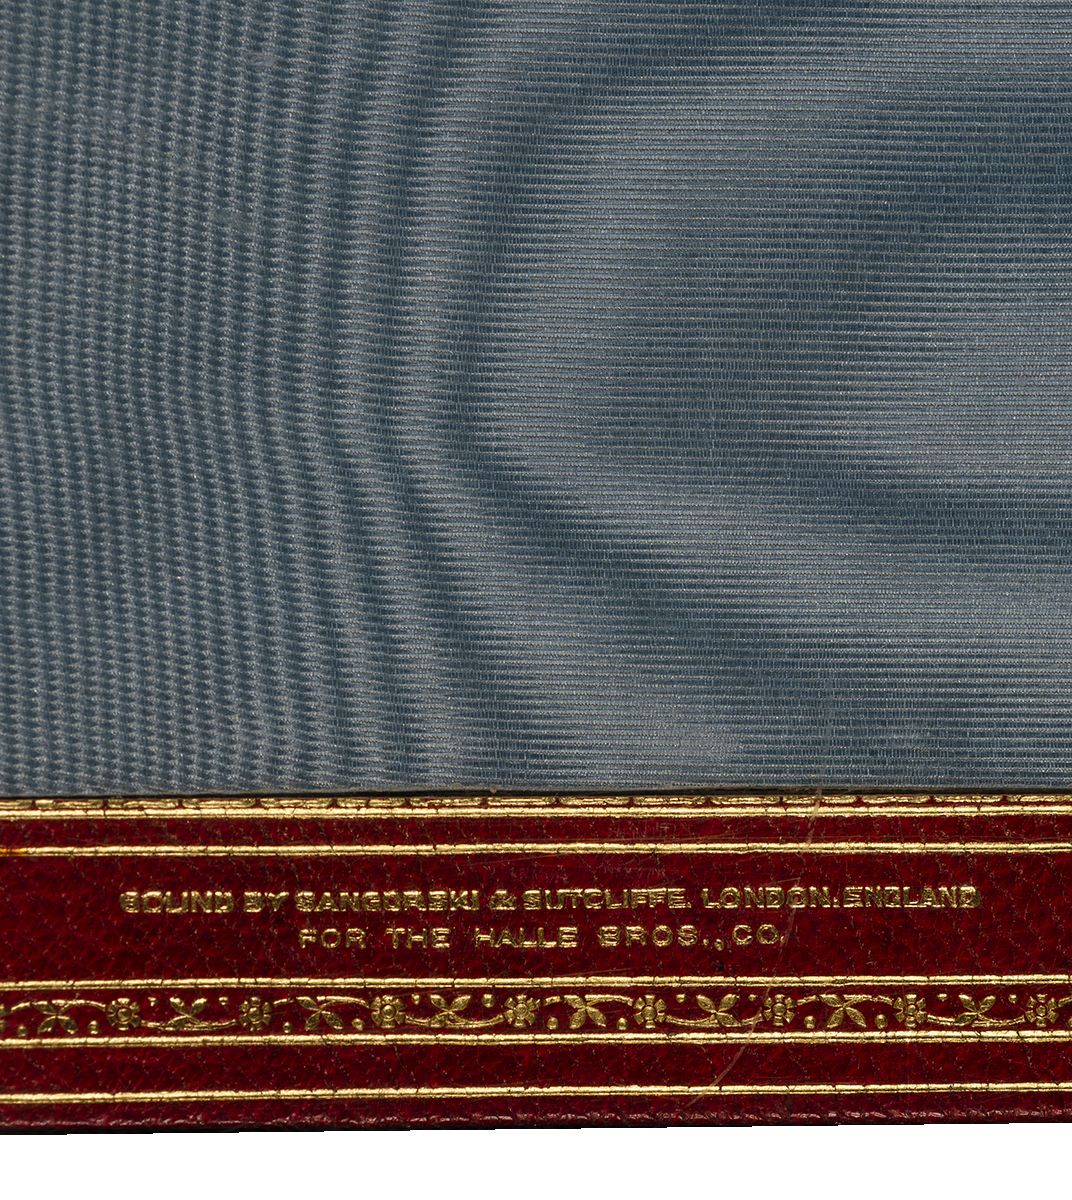 BOUND BY SANGORSKI & SUTCLIFFE. LONDON. ENGLAND
FOR THE HALLE BROS., CO.